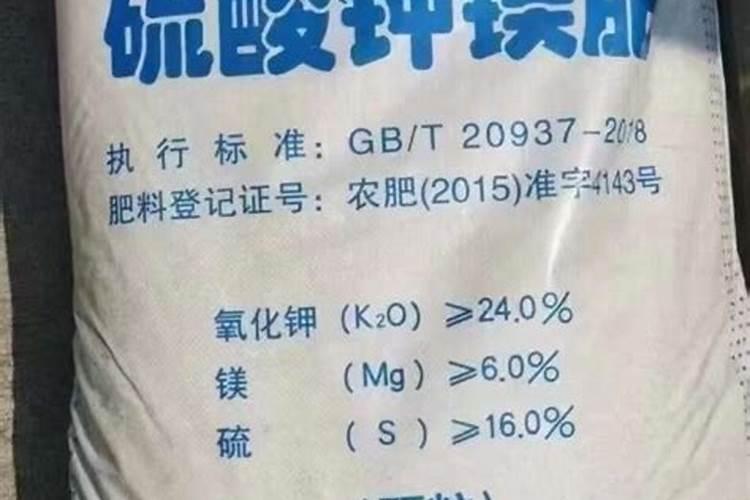 硫酸钾镁肥
执行标准：GB/T 20937-2018
肥料登记证号：农肥(2015)准字4143号
氧化钾（K₂O）≥24.0%
镁（Mg）≥6.0%
硫（S）≥16.0%